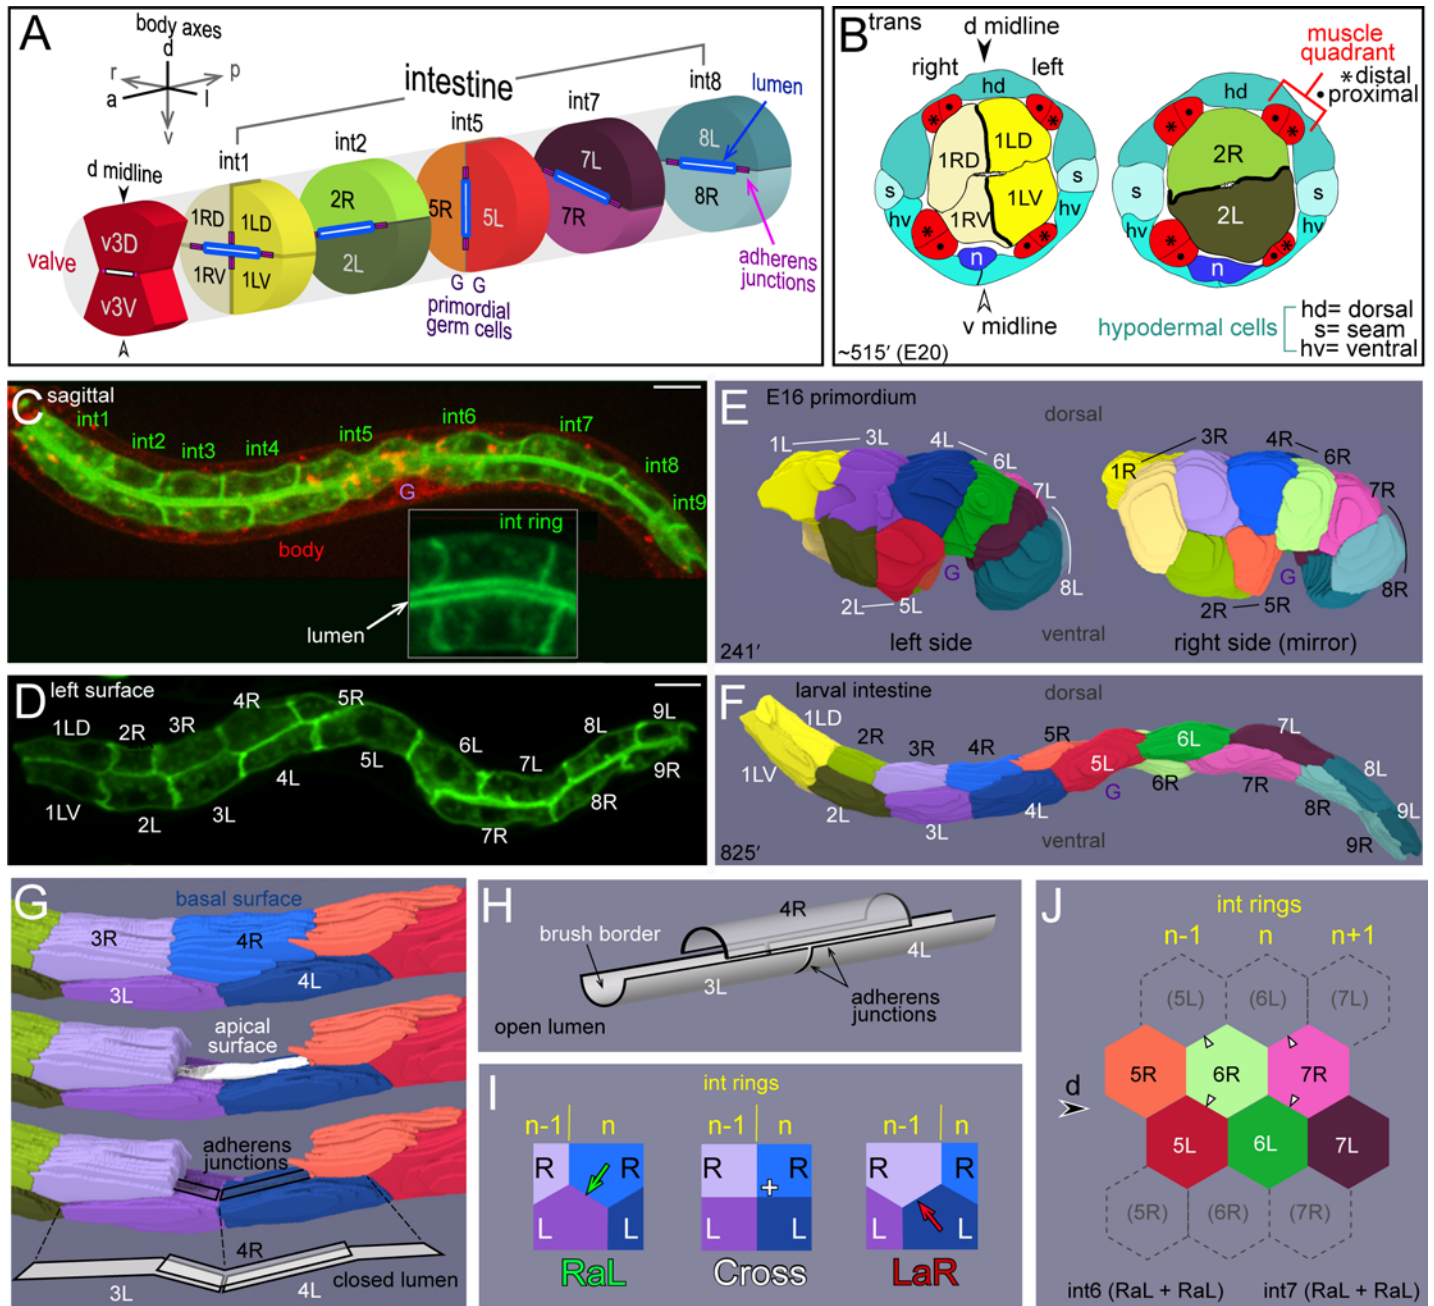 A
body axes
d
r
p
a
l
v
intestine
int1
int2
int5
int7
int8
lumen
d midline
valve
v3D
v3V
1RD
1LD
1RV
1LV
2R
2L
5R
5L
7L
7R
8L
8R
G G
primordial
germ cells
adherens
junctions
B
trans
d midline
right
left
hd
1RD
1LD
1RV
1LV
s
hv
n
v midline
~515′ (E20)
muscle
quadrant
* distal
• proximal
hd
2R
2L
s
s
hv
hv
n
hypodermal cells
hd= dorsal
s= seam
hv= ventral
C
sagittal
int1
int2
int3
int4
int5
int6
int7
int8
int9
G
body
int ring
lumen
D
left surface
1LD
2R
3R
4R
5R
6L
7L
8L
9L
1LV
2L
3L
4L
5L
7R
8R
9R
E
E16 primordium
dorsal
1L
3L
4L
6L
7L
8L
2L
5L
G
left side
241′
ventral
1R
3R
4R
6R
7R
8R
2R
5R
G
right side (mirror)
F
larval intestine
dorsal
1LD
1LV
2R
3R
4R
5R
6L
7L
8L
9L
2L
3L
4L
5L
G
6R
7R
8R
9R
825′
ventral
G
basal surface
3R
4R
3L
4L
apical
surface
adherens
junctions
4R
3L
4L
closed lumen
H
4R
brush border
4L
3L
adherens
junctions
open lumen
I
int rings
n-1
n
n-1
n
n-1
n
R
R
L
L
R
R
L
L
R
R
L
L
RaL
Cross
LaR
J
int rings
n-1
n
n+1
(5L)
(6L)
(7L)
5R
6R
7R
d
5L
6L
7L
(5R)
(6R)
(7R)
int6 (RaL + RaL)
int7 (RaL + RaL)